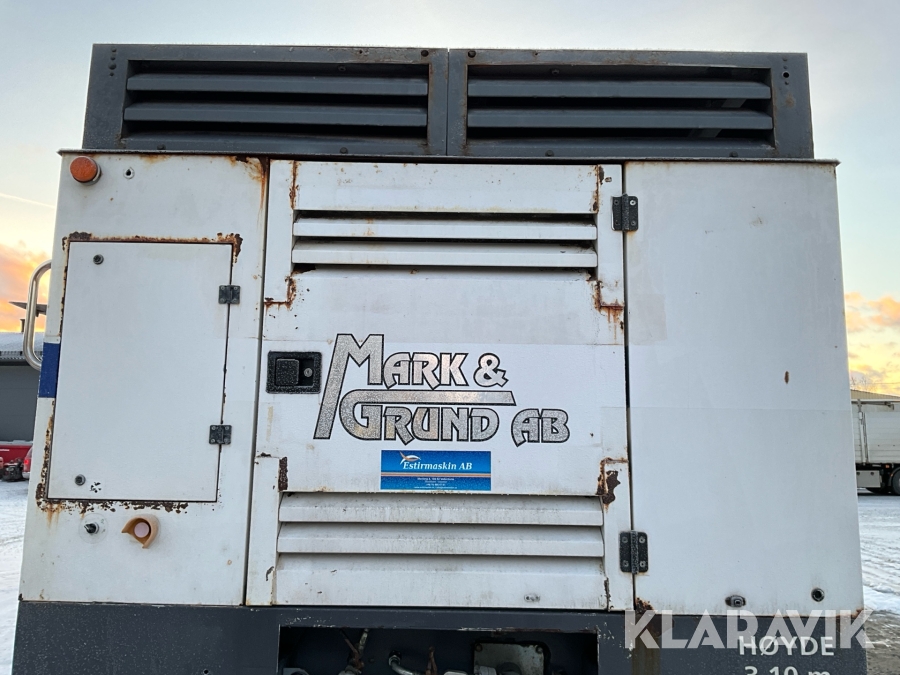 MARK &
GRUND AB
Estirmaskin AB
KLARAVIK
HØYDE
3,10 m